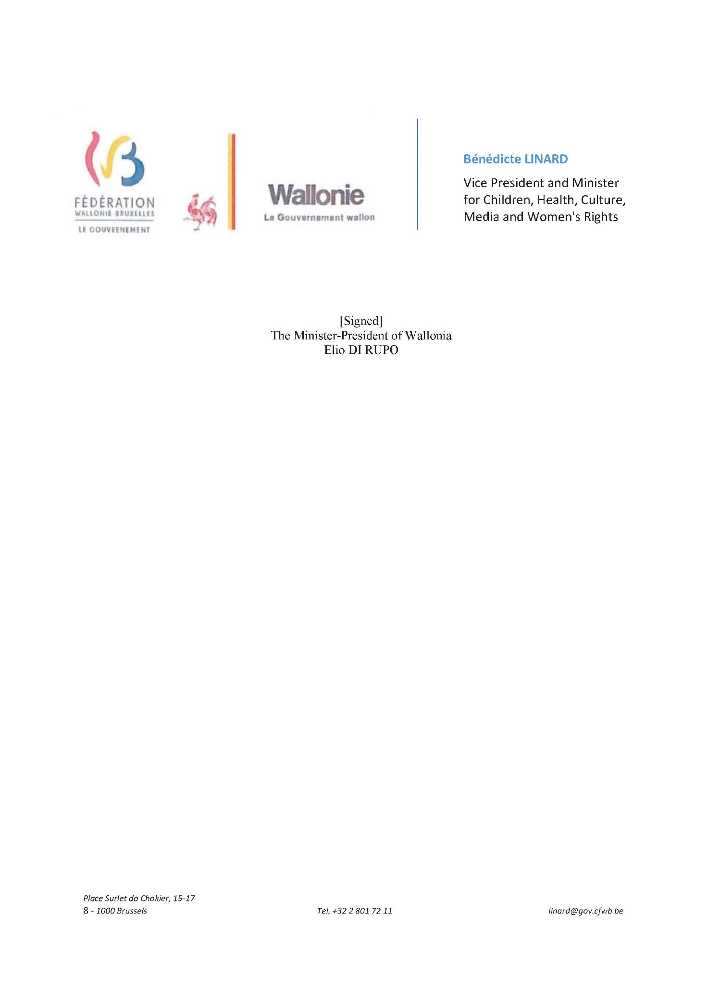 FÉDÉRATION
WALLONIE-BRUXELLES
LE GOUVERNEMENT
Wallonie
Le Gouvernement wallon
Bénédicte LINARD
Vice President and Minister
for Children, Health, Culture,
Media and Women's Rights
[Signed]
The Minister-President of Wallonia
Elio DI RUPO
Place Surlet do Chokier, 15-17
8 - 1000 Brussels
Tel. +32 2 801 72 11
linard@gov.cfwb be